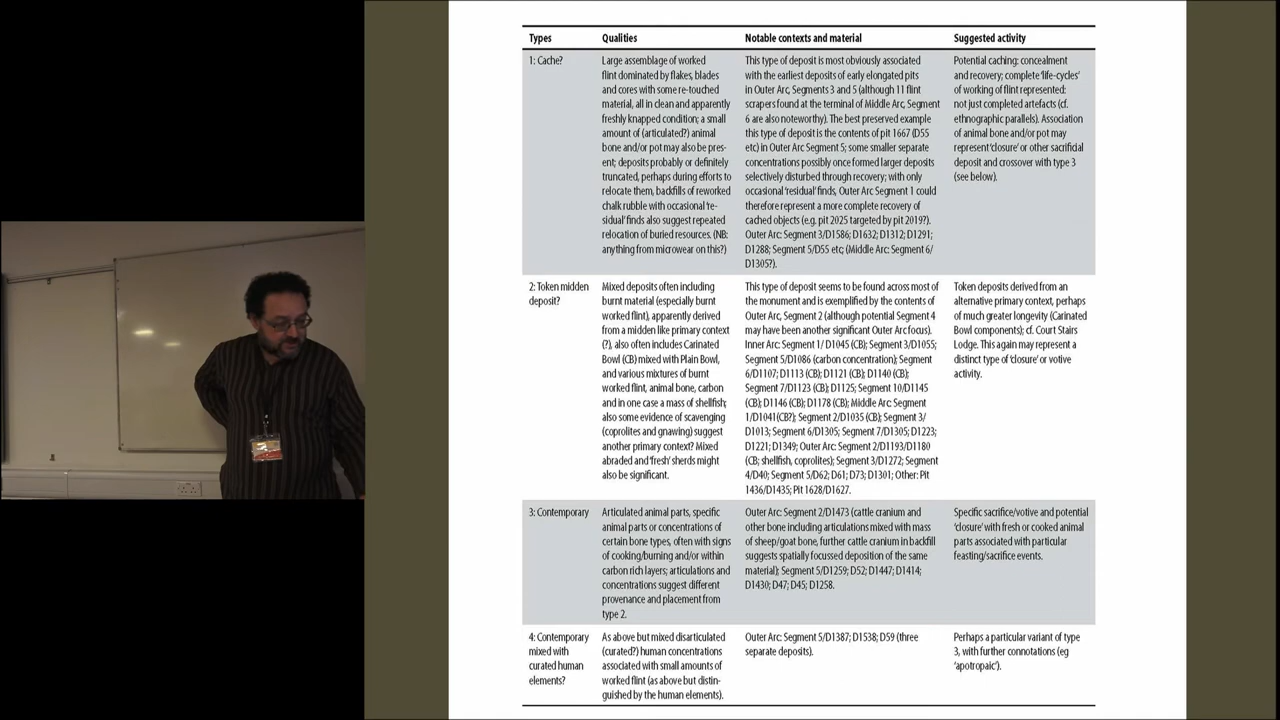 Types Qualities Notable contexts and material Suggested activity
1: Cache?
Large assemblage of worked
flint dominated by flakes, blades
and cores with some re-touched
material, all in clean and apparently
freshly knapped condition; a small
amount of (articulated?) animal
bone and/or pot may also be pres-
ent; deposits probably or definitely
truncated, perhaps during efforts to
relocate them, backfills of reworked
chalk rubble with occasional 're-
sidual' finds also suggest repeated
relocation of buried resources. (NB:
anything from microwear on this?)
This type of deposit is most obviously associated
with the earliest deposits of early elongated pits
in Outer Arc, Segments 3 and 5 (although 11 flint
scrapers found at the terminal of Middle Arc, Segment
6 are also noteworthy). The best preserved example
this type of deposit is the contents of pit 1667 (D55
etc) in Outer Arc Segment 5; some smaller separate
concentrations possibly once formed larger deposits
selectively disturbed through recovery; with only
occasional 'residual' finds, Outer Arc Segment 1 could
therefore represent a more complete recovery of
cached objects (e.g. pit 2025 targeted by pit 2019?).
Outer Arc: Segment 3/D1586; D1632; D1312; D1291;
D1288; Segment 5/D55 etc; (Middle Arc: Segment 6/
D1305?).
Potential caching: concealment
and recovery; complete 'life-cycles'
of working of flint represented:
not just completed artefacts (cf.
ethnographic parallels). Association
of animal bone and/or pot may
represent 'closure' or other sacrificial
deposit and crossover with type 3
(see below).
2: Token midden
deposit?
Mixed deposits often including
burnt material (especially burnt
worked flint), apparently derived
from a midden like primary context
(?), also often includes Carinated
Bowl (CB) mixed with Plain Bowl,
and various mixtures of burnt
worked flint, animal bone, carbon
and in one case a mass of shellfish;
also some evidence of scavenging
(coprolites and gnawing) suggest
another primary context? Mixed
abraded and 'fresh' sherds might
also be significant.
This type of deposit seems to be found across most of
the monument and is exemplified by the contents of
Outer Arc, Segment 2 (although potential Segment 4
may have been another significant Outer Arc focus).
Inner Arc: Segment 1/ D1045 (CB); Segment 3/D1055;
Segment 5/D1086 (carbon concentration); Segment
6/D1107; D1113 (CB); D1121 (CB); D1140 (CB);
Segment 7/D1123 (CB); D1125; Segment 10/D1145
(CB); D1146 (CB); D1178 (CB); Middle Arc: Segment
1/D1041(CB?); Segment 2/D1035 (CB); Segment 3/
D1013; Segment 6/D1305; Segment 7/D1305; D1223;
D1221; D1349; Outer Arc: Segment 2/D1193/D1180
(CB; shellfish, coprolites); Segment 3/D1272; Segment
4/D40; Segment 5/D62; D61; D73; D1301; Other: Pit
1436/D1435; Pit 1628/D1627.
Token deposits derived from an
alternative primary context, perhaps
of much greater longevity (Carinated
Bowl components); cf. Court Stairs
Lodge. This again may represent a
distinct type of 'closure' or votive
activity.
3: Contemporary
Articulated animal parts, specific
animal parts or concentrations of
certain bone types, often with signs
of cooking/burning and/or within
carbon rich layers; articulations and
concentrations suggest different
provenance and placement from
type 2.
Outer Arc: Segment 2/D1473 (cattle cranium and
other bone including articulations mixed with mass
of sheep/goat bone, further cattle cranium in backfill
suggests spatially focussed deposition of the same
material); Segment 5/D1259; D52; D1447; D1414;
D1430; D47; D45; D1258.
Specific sacrifice/votive and potential
'closure' with fresh or cooked animal
parts associated with particular
feasting/sacrifice events.
4: Contemporary
mixed with
curated human
elements?
As above but mixed disarticulated
(curated?) human concentrations
associated with small amounts of
worked flint (as above but distin-
guished by the human elements).
Outer Arc: Segment 5/D1387; D1538; D59 (three
separate deposits).
Perhaps a particular variant of type
3, with further connotations (eg
'apotropaic').